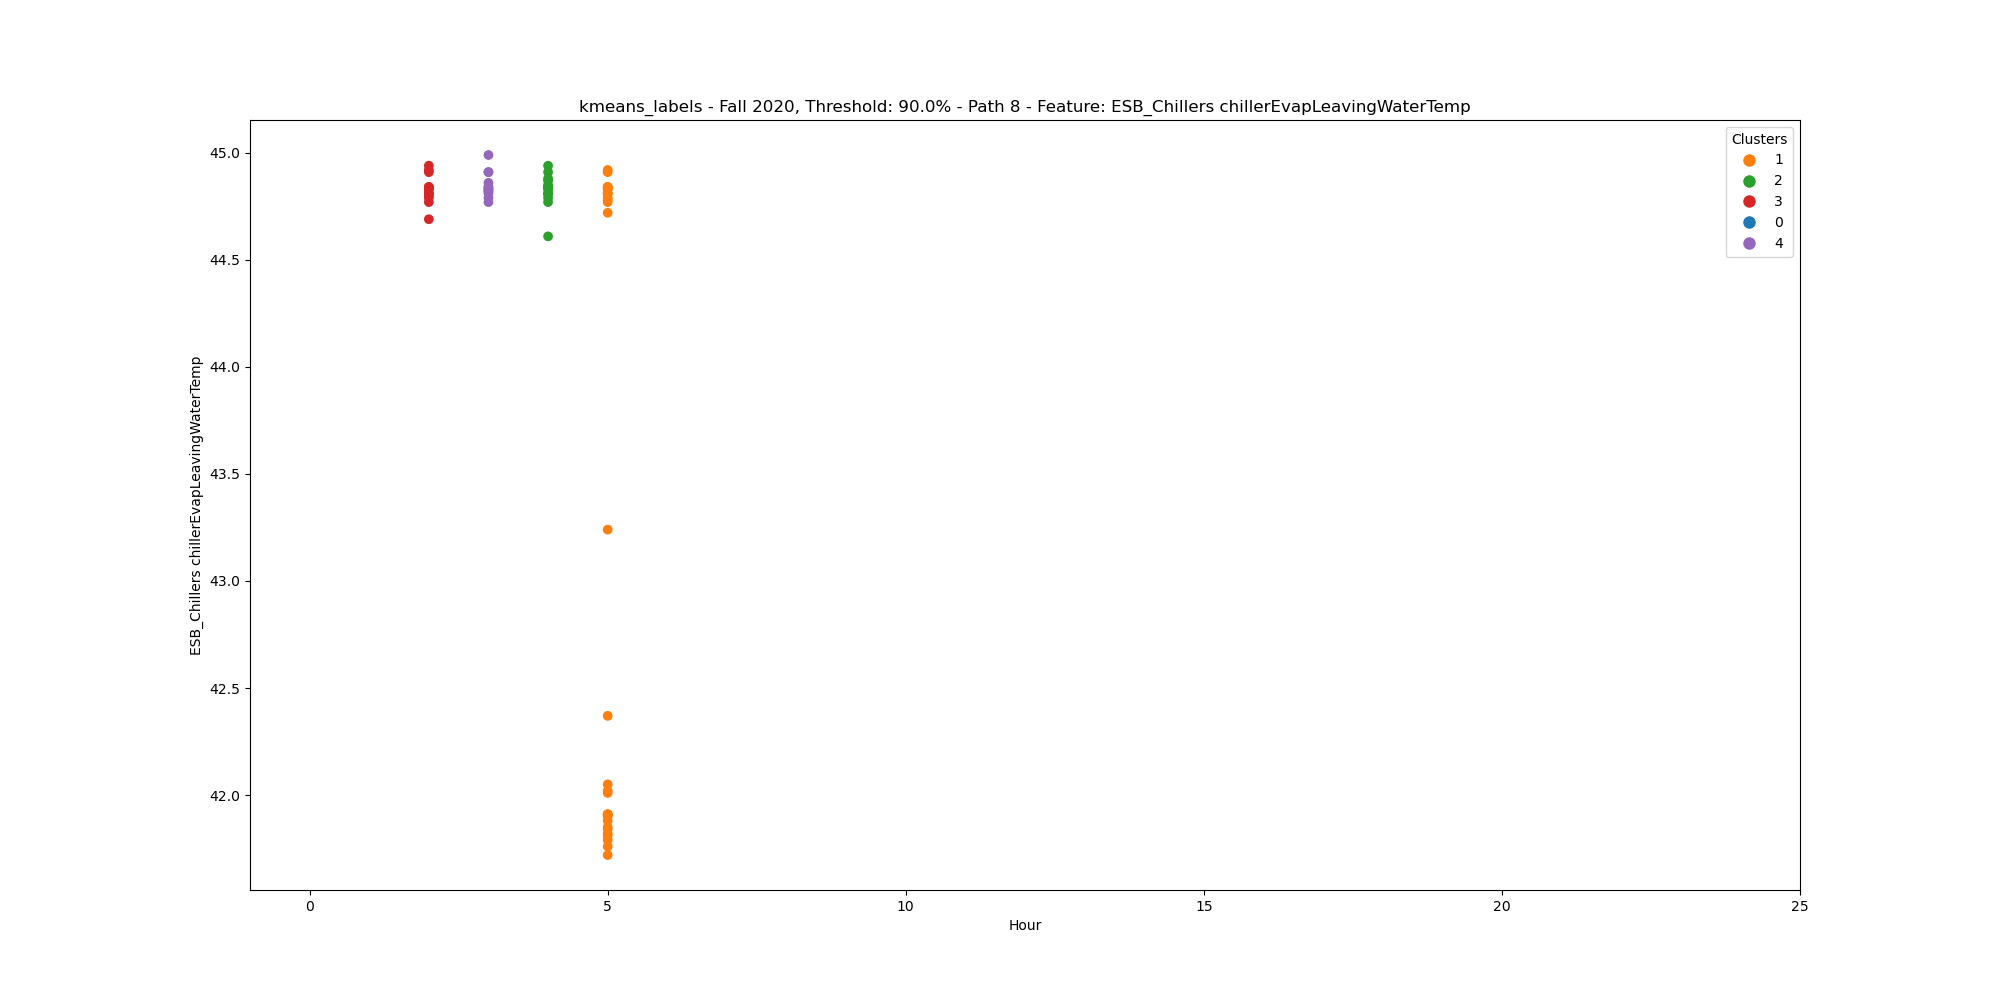 kmeans_labels - Fall 2020, Threshold: 90.0% - Path 8 - Feature: ESB_Chillers chillerEvapLeavingWaterTemp
Clusters
1
2
3
0
4
45.0
44.5
44.0
43.5
43.0
42.5
42.0
ESB_Chillers chillerEvapLeavingWaterTemp
0 5 10 15 20 25
Hour